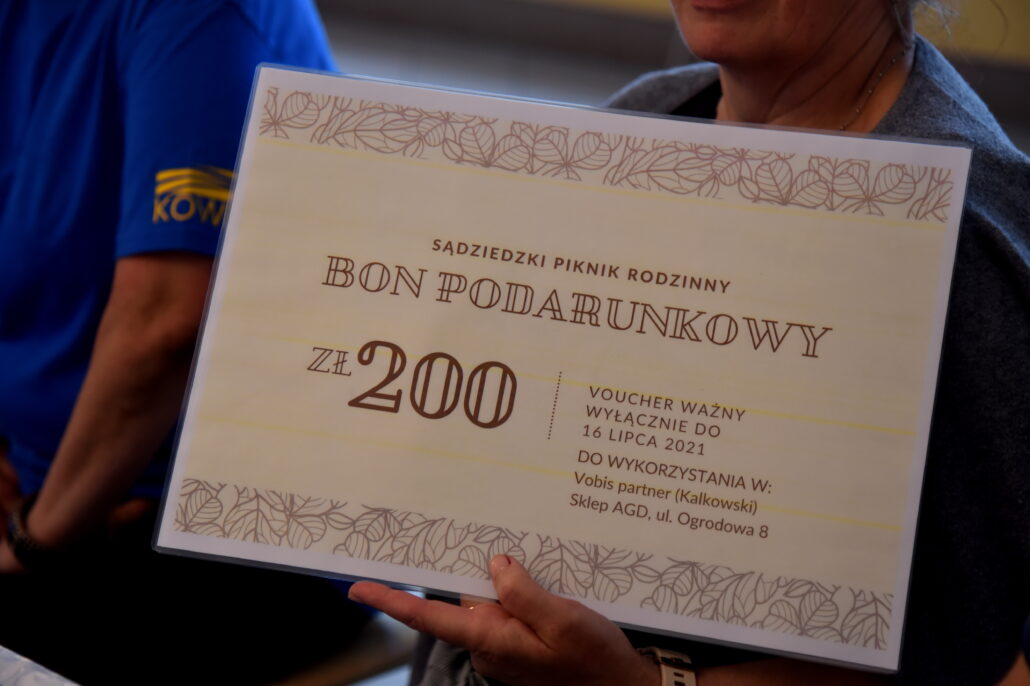 KOW
SĄDZIEDZKI PIKNIK RODZINNY
BON PODARUNKOWY
ZŁ 200
VOUCHER WAŻNY
WYŁĄCZNIE DO
16 LIPCA 2021
DO WYKORZYSTANIA W:
Vobis partner (Kalkowski)
Sklep AGD, ul. Ogrodowa 8